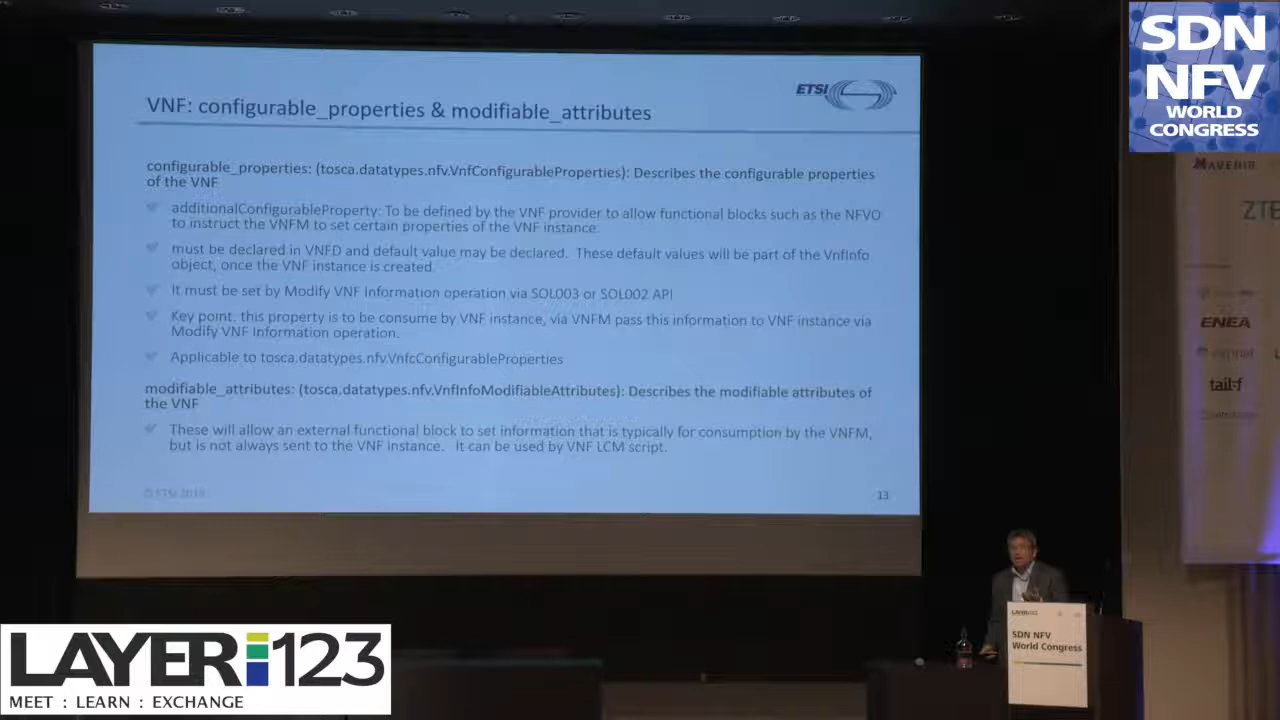 SDN
NFV
WORLD
CONGRESS
ETSI
VNF: configurable_properties & modifiable_attributes
configurable_properties: (tosca.datatypes.nfv.VnfConfigurableProperties): Describes the configurable properties
of the VNF
additionalConfigurableProperty: To be defined by the VNF provider to allow functional blocks such as the NFVO
to instruct the VNFM to set certain properties of the VNF instance.
must be declared in VNFD and default value may be declared. These default values will be part of the VnfInfo
object, once the VNF instance is created.
It must be set by Modify VNF Information operation via SOL003 or SOL002 API
Key point, this property is to be consume by VNF instance, via VNFM pass this information to VNF instance via
Modify VNF Information operation.
Applicable to tosca.datatypes.nfv.VnfcConfigurableProperties
modifiable_attributes: (tosca.datatypes.nfv.VnfInfoModifiableAttributes): Describes the modifiable attributes of
the VNF
These will allow an external functional block to set information that is typically for consumption by the VNFM,
but is not always sent to the VNF instance. It can be used by VNF LCM script.
13
MAVENIR
ZTE
ENEA
tail-f
LAYER123
SDN NFV
World Congress
LAYER 123
MEET : LEARN : EXCHANGE